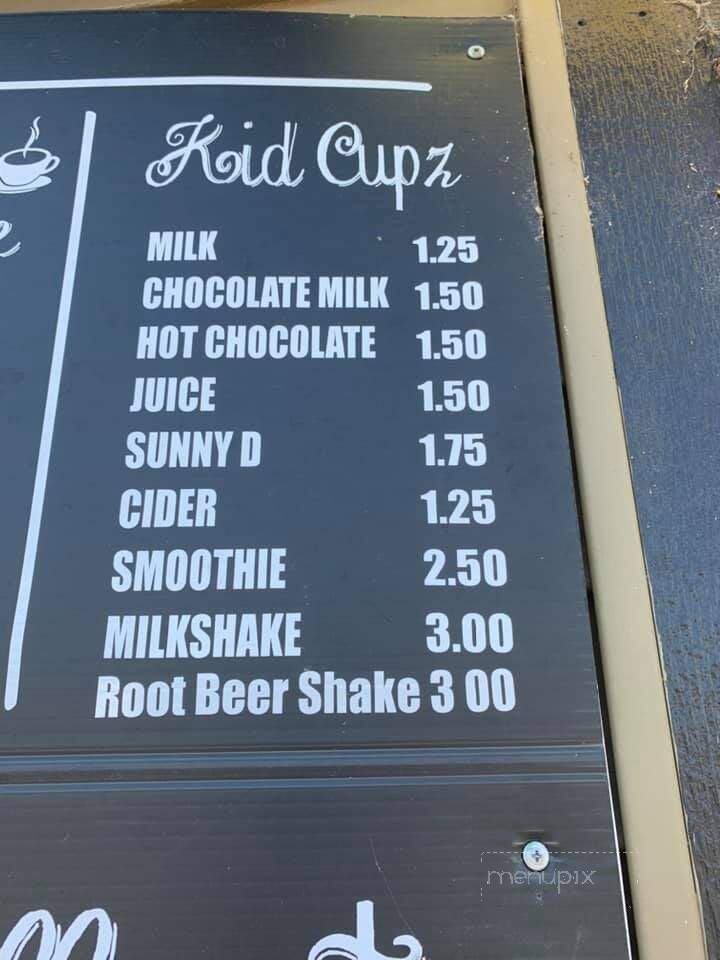 Kid Cupz
MILK 1.25
CHOCOLATE MILK 1.50
HOT CHOCOLATE 1.50
JUICE 1.50
SUNNY D 1.75
CIDER 1.25
SMOOTHIE 2.50
MILKSHAKE 3.00
Root Beer Shake 3 00
menupix